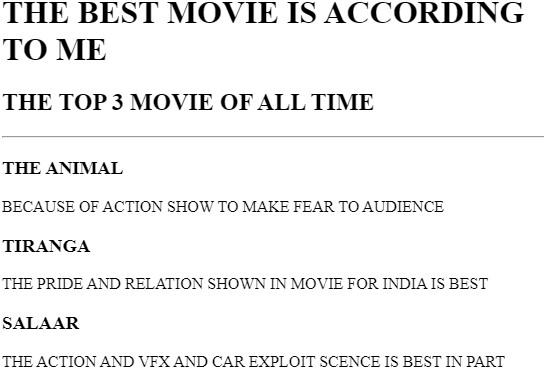 THE BEST MOVIE IS ACCORDING
TO ME
THE TOP 3 MOVIE OF ALL TIME
THE ANIMAL
BECAUSE OF ACTION SHOW TO MAKE FEAR TO AUDIENCE
TIRANGA
THE PRIDE AND RELATION SHOWN IN MOVIE FOR INDIA IS BEST
SALAAR
THE ACTION AND VFX AND CAR EXPLOIT SCENCE IS BEST IN PART